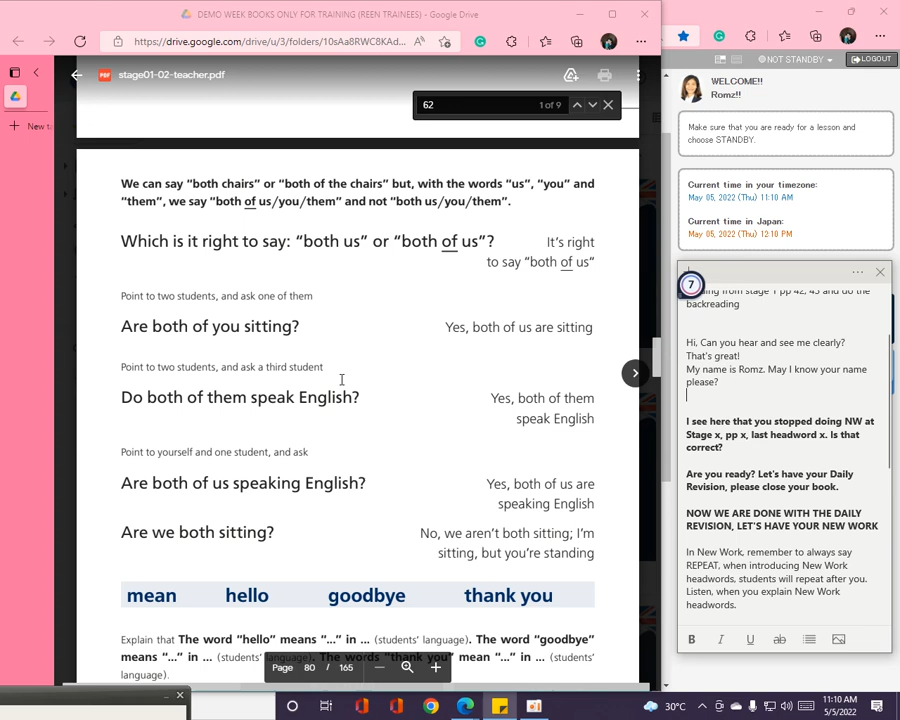 DEMO WEEK BOOKS ONLY FOR TRAINING (REEN TRAINEES) - Google Drive
https://drive.google.com/drive/u/3/folders/10sAa8RWC8KAd...
New t
stage01-02-teacher.pdf
62
1 of 9
We can say “both chairs” or “both of the chairs” but, with the words “us”, “you” and
“them”, we say “both of us/you/them” and not “both us/you/them”.
Which is it right to say: “both us” or “both of us”? It’s right
to say “both of us“
Point to two students, and ask one of them
Are both of you sitting? Yes, both of us are sitting
Point to two students, and ask a third student
Do both of them speak English? Yes, both of them
speak English
Point to yourself and one student, and ask
Are both of us speaking English? Yes, both of us are
speaking English
Are we both sitting? No, we aren’t both sitting; I’m
sitting, but you’re standing
mean hello goodbye thank you
Explain that The word “hello” means “...” in ... (students’ language). The word “goodbye”
means “...” in ... (students’ language). The words “thank you” mean “...” in ... (students’
language).
Page 80 / 165
NOT STANDBY
LOGOUT
WELCOME!!
Romz!!
Make sure that you are ready for a lesson and
choose STANDBY.
Current time in your timezone:
May 05, 2022 (Thu) 11:10 AM
Current time in Japan:
May 05, 2022 (Thu) 12:10 PM
7
from stage 1 pp 42, 43 and do the
backreading
Hi, Can you hear and see me clearly?
That's great!
My name is Romz. May I know your name
please?
I see here that you stopped doing NW at
Stage x, pp x, last headword x. Is that
correct?
Are you ready? Let's have your Daily
Revision, please close your book.
NOW WE ARE DONE WITH THE DAILY
REVISION, LET'S HAVE YOUR NEW WORK
In New Work, remember to always say
REPEAT, when introducing New Work
headwords, students will repeat after you.
Listen, when you explain New Work
headwords.
B I U ab
30°C
11:10 AM
5/5/2022